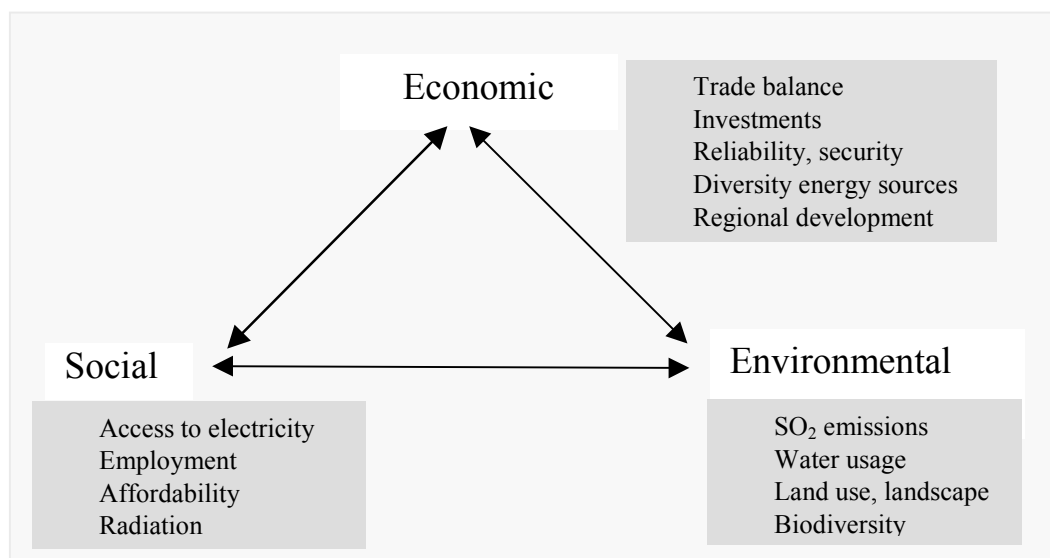 Economic
Trade balance
Investments
Reliability, security
Diversity energy sources
Regional development
Social
Access to electricity
Employment
Affordability
Radiation
Environmental
SO₂ emissions
Water usage
Land use, landscape
Biodiversity